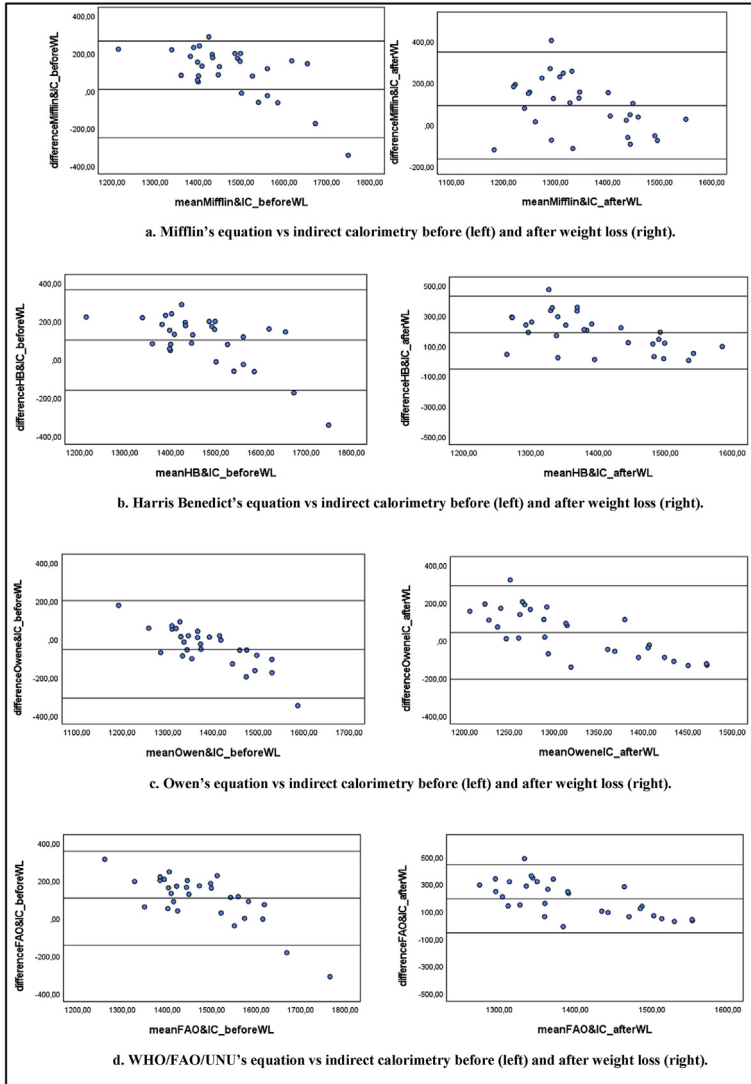 differenceMifflin&IC_beforeWL
400,00
200,00
,00
-200,00
-400,00
1200,00 1300,00 1400,00 1500,00 1600,00 1700,00 1800,00
meanMifflin&IC_beforeWL
differenceMifflin&IC_afterWL
400,00
200,00
,00
-200,00
1100,00 1200,00 1300,00 1400,00 1500,00 1600,00
meanMifflin&IC_afterWL
a. Mifflin's equation vs indirect calorimetry before (left) and after weight loss (right).
differenceHB&IC_beforeWL
400,00
200,00
,00
-200,00
-400,00
1200,00 1300,00 1400,00 1500,00 1600,00 1700,00 1800,00
meanHB&IC_beforeWL
differenceHB&IC_afterWL
500,00
300,00
100,00
-100,00
-300,00
-500,00
1200,00 1300,00 1400,00 1500,00 1600,00
meanHB&IC_afterWL
b. Harris Benedict's equation vs indirect calorimetry before (left) and after weight loss (right).
differenceOwene&IC_beforeWL
400,00
200,00
,00
-200,00
-400,00
1100,00 1200,00 1300,00 1400,00 1500,00 1600,00 1700,00
meanOwen&IC_beforeWL
differenceOweneIC_afterWL
400,00
200,00
,00
-200,00
-400,00
1200,00 1250,00 1300,00 1350,00 1400,00 1450,00 1500,00
meanOweneIC_afterWL
c. Owen's equation vs indirect calorimetry before (left) and after weight loss (right).
differenceFAO&IC_beforeWL
400,00
200,00
,00
-200,00
-400,00
1200,00 1300,00 1400,00 1500,00 1600,00 1700,00 1800,00
meanFAO&IC_beforeWL
differenceFAO&IC_afterWL
500,00
300,00
100,00
-100,00
-300,00
-500,00
1300,00 1400,00 1500,00 1600,00
meanFAO&IC_afterWL
d. WHO/FAO/UNU's equation vs indirect calorimetry before (left) and after weight loss (right).